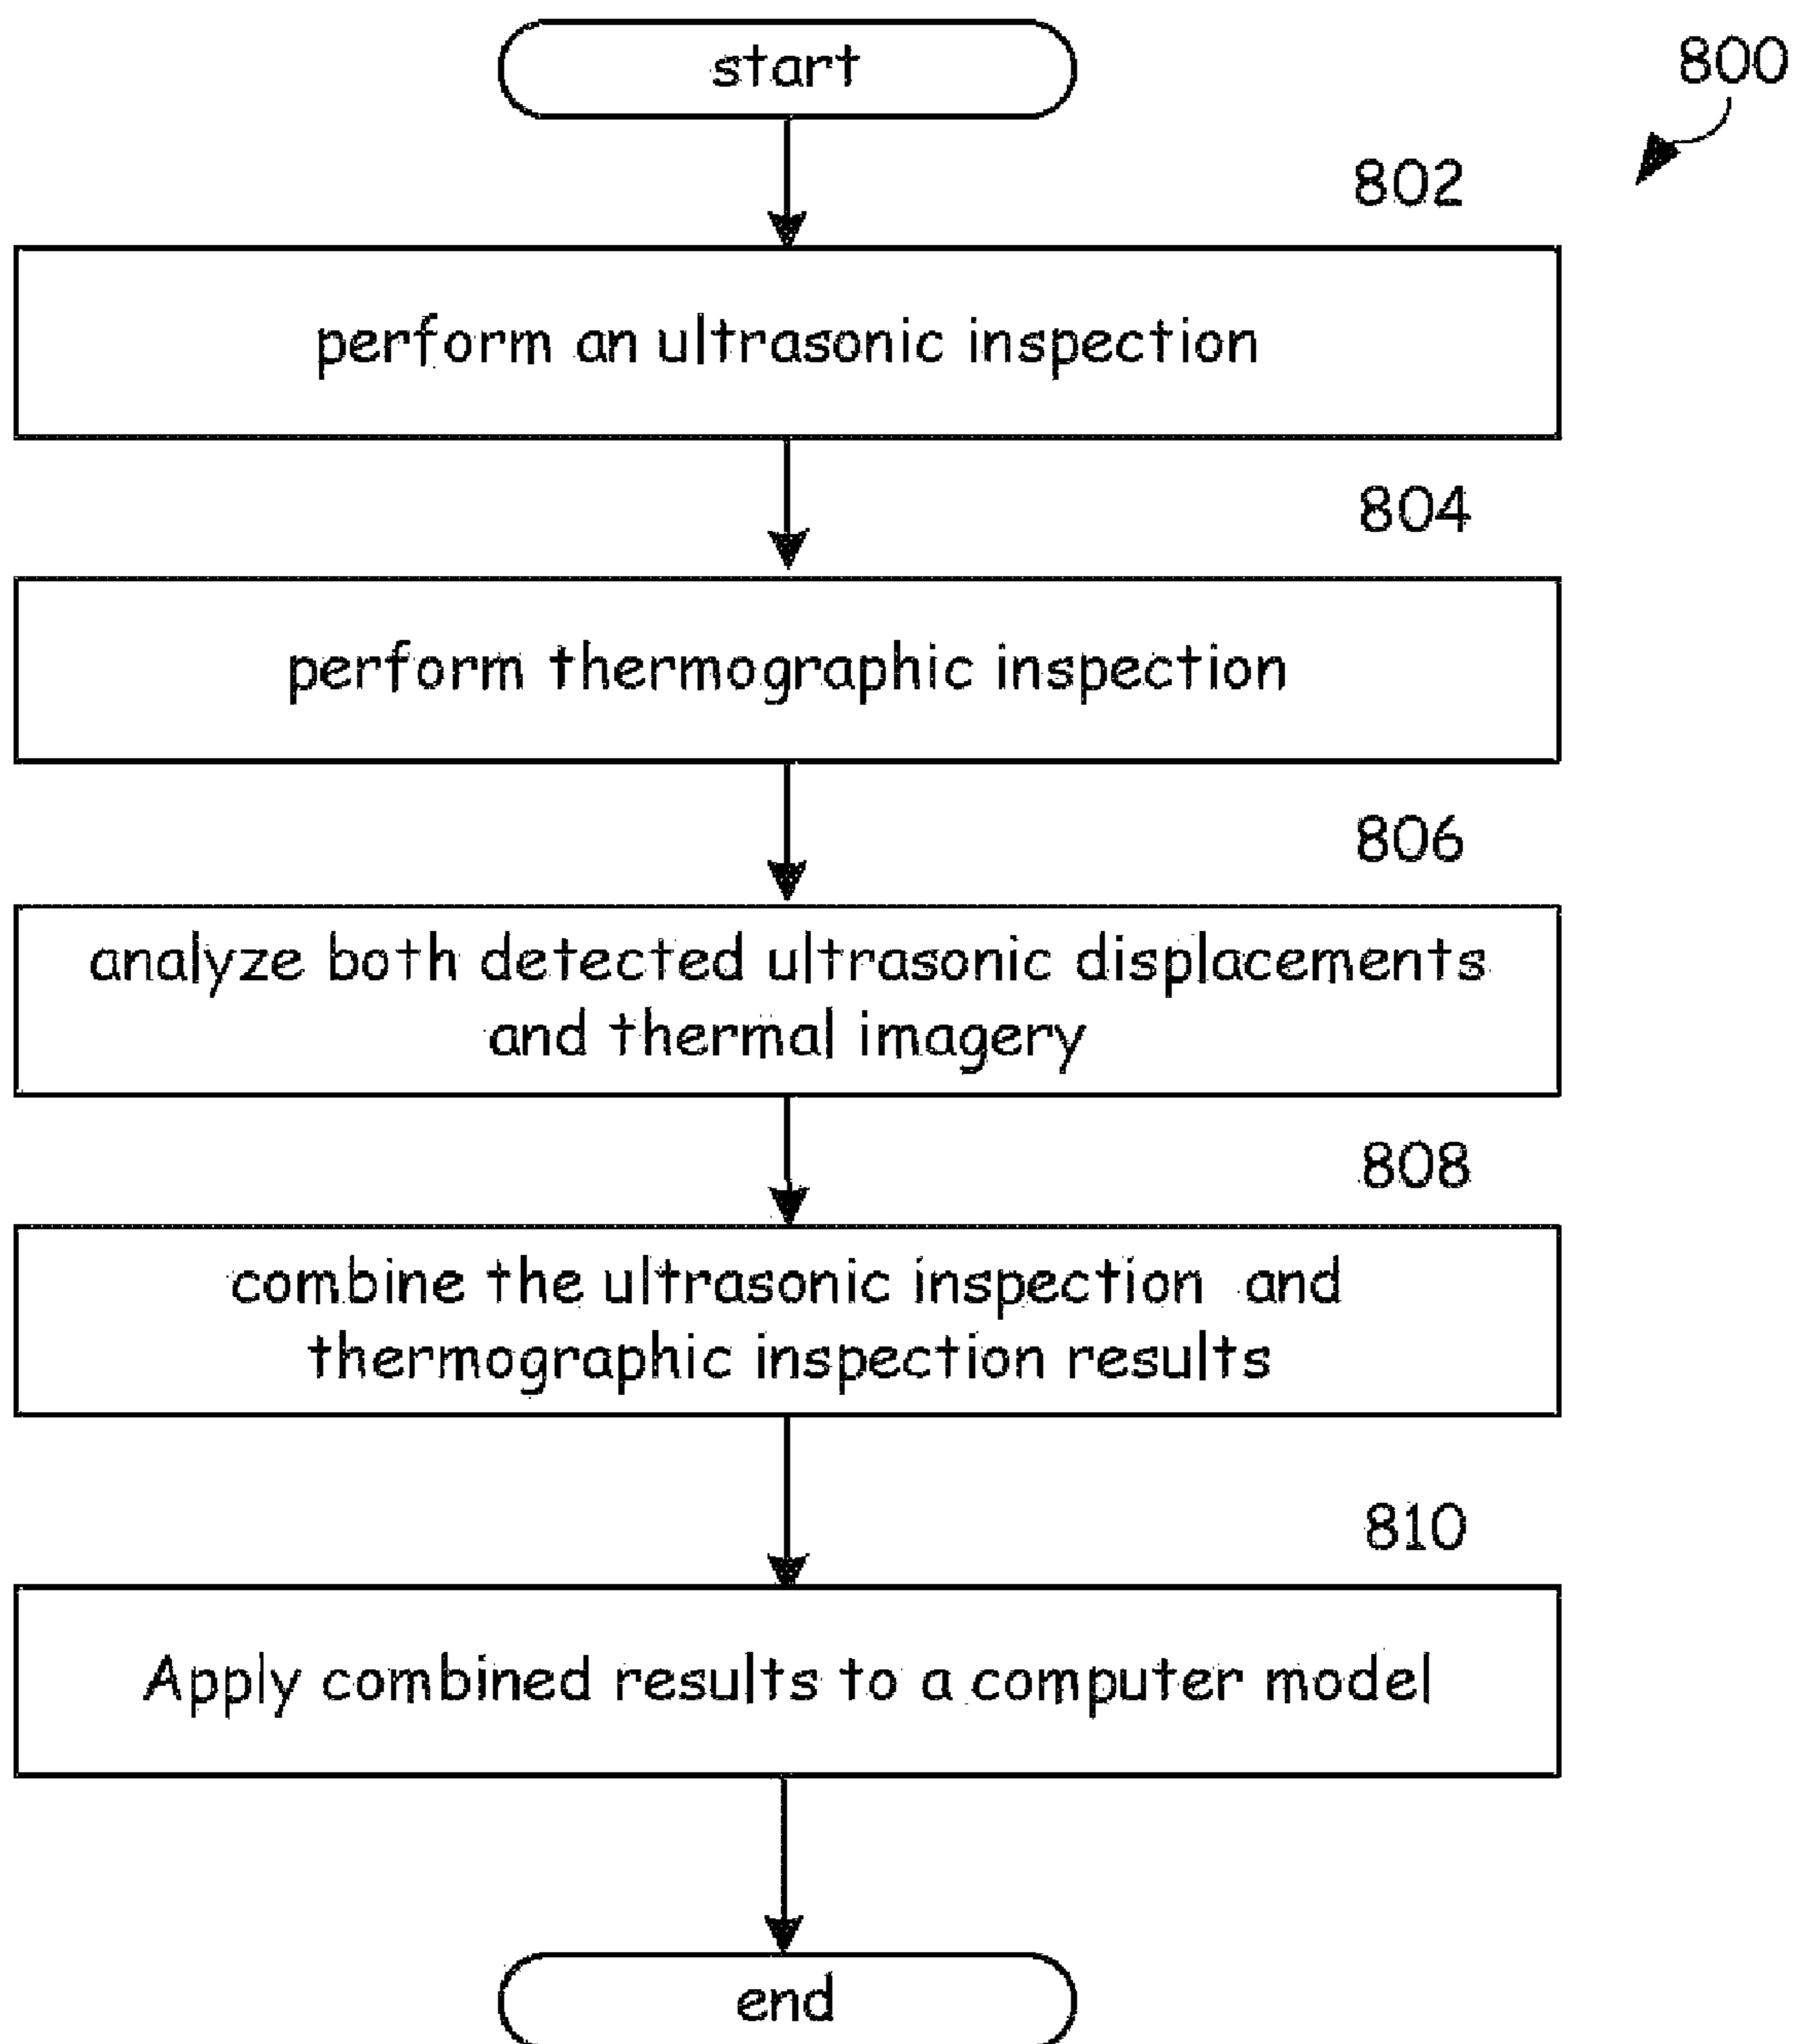 start
800
802
perform an ultrasonic inspection
804
perform thermographic inspection
806
analyze both detected ultrasonic displacements
and thermal imagery
808
combine the ultrasonic inspection and
thermographic inspection results
810
Apply combined results to a computer model
end